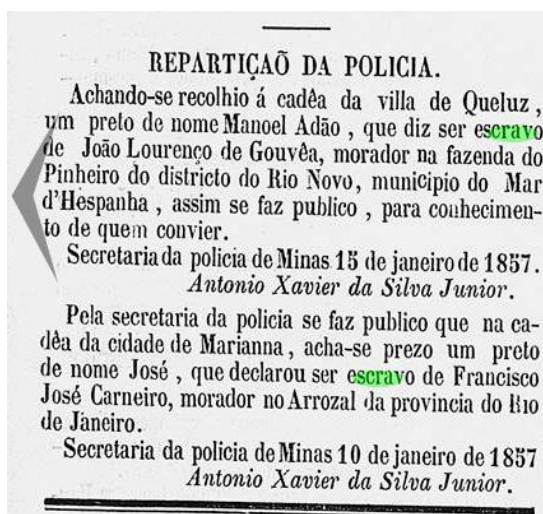 REPARTIÇAÕ DA POLICIA.
Achando-se recolhio á cadêa da villa de Queluz ,
um preto de nome Manoel Adão , que diz ser escravo
de João Lourenço de Gouvêa, morador na fazenda do
Pinheiro do districto do Rio Novo, municipio do Mar
d'Hespanha , assim se faz publico , para conhecimen-
to de quem convier.
Secretaria da policia de Minas 15 de janeiro de 1857.
Antonio Xavier da Silva Junior.
Pela secretaria da policia se faz publico que na ca-
dêa da cidade de Marianna , acha-se prezo um preto
de nome José , que declarou ser escravo de Francisco
José Carneiro, morador no Arrozal da provincia do Rio
de Janeiro.
Secretaria da policia de Minas 10 de janeiro de 1857
Antonio Xavier da Silva Junior.